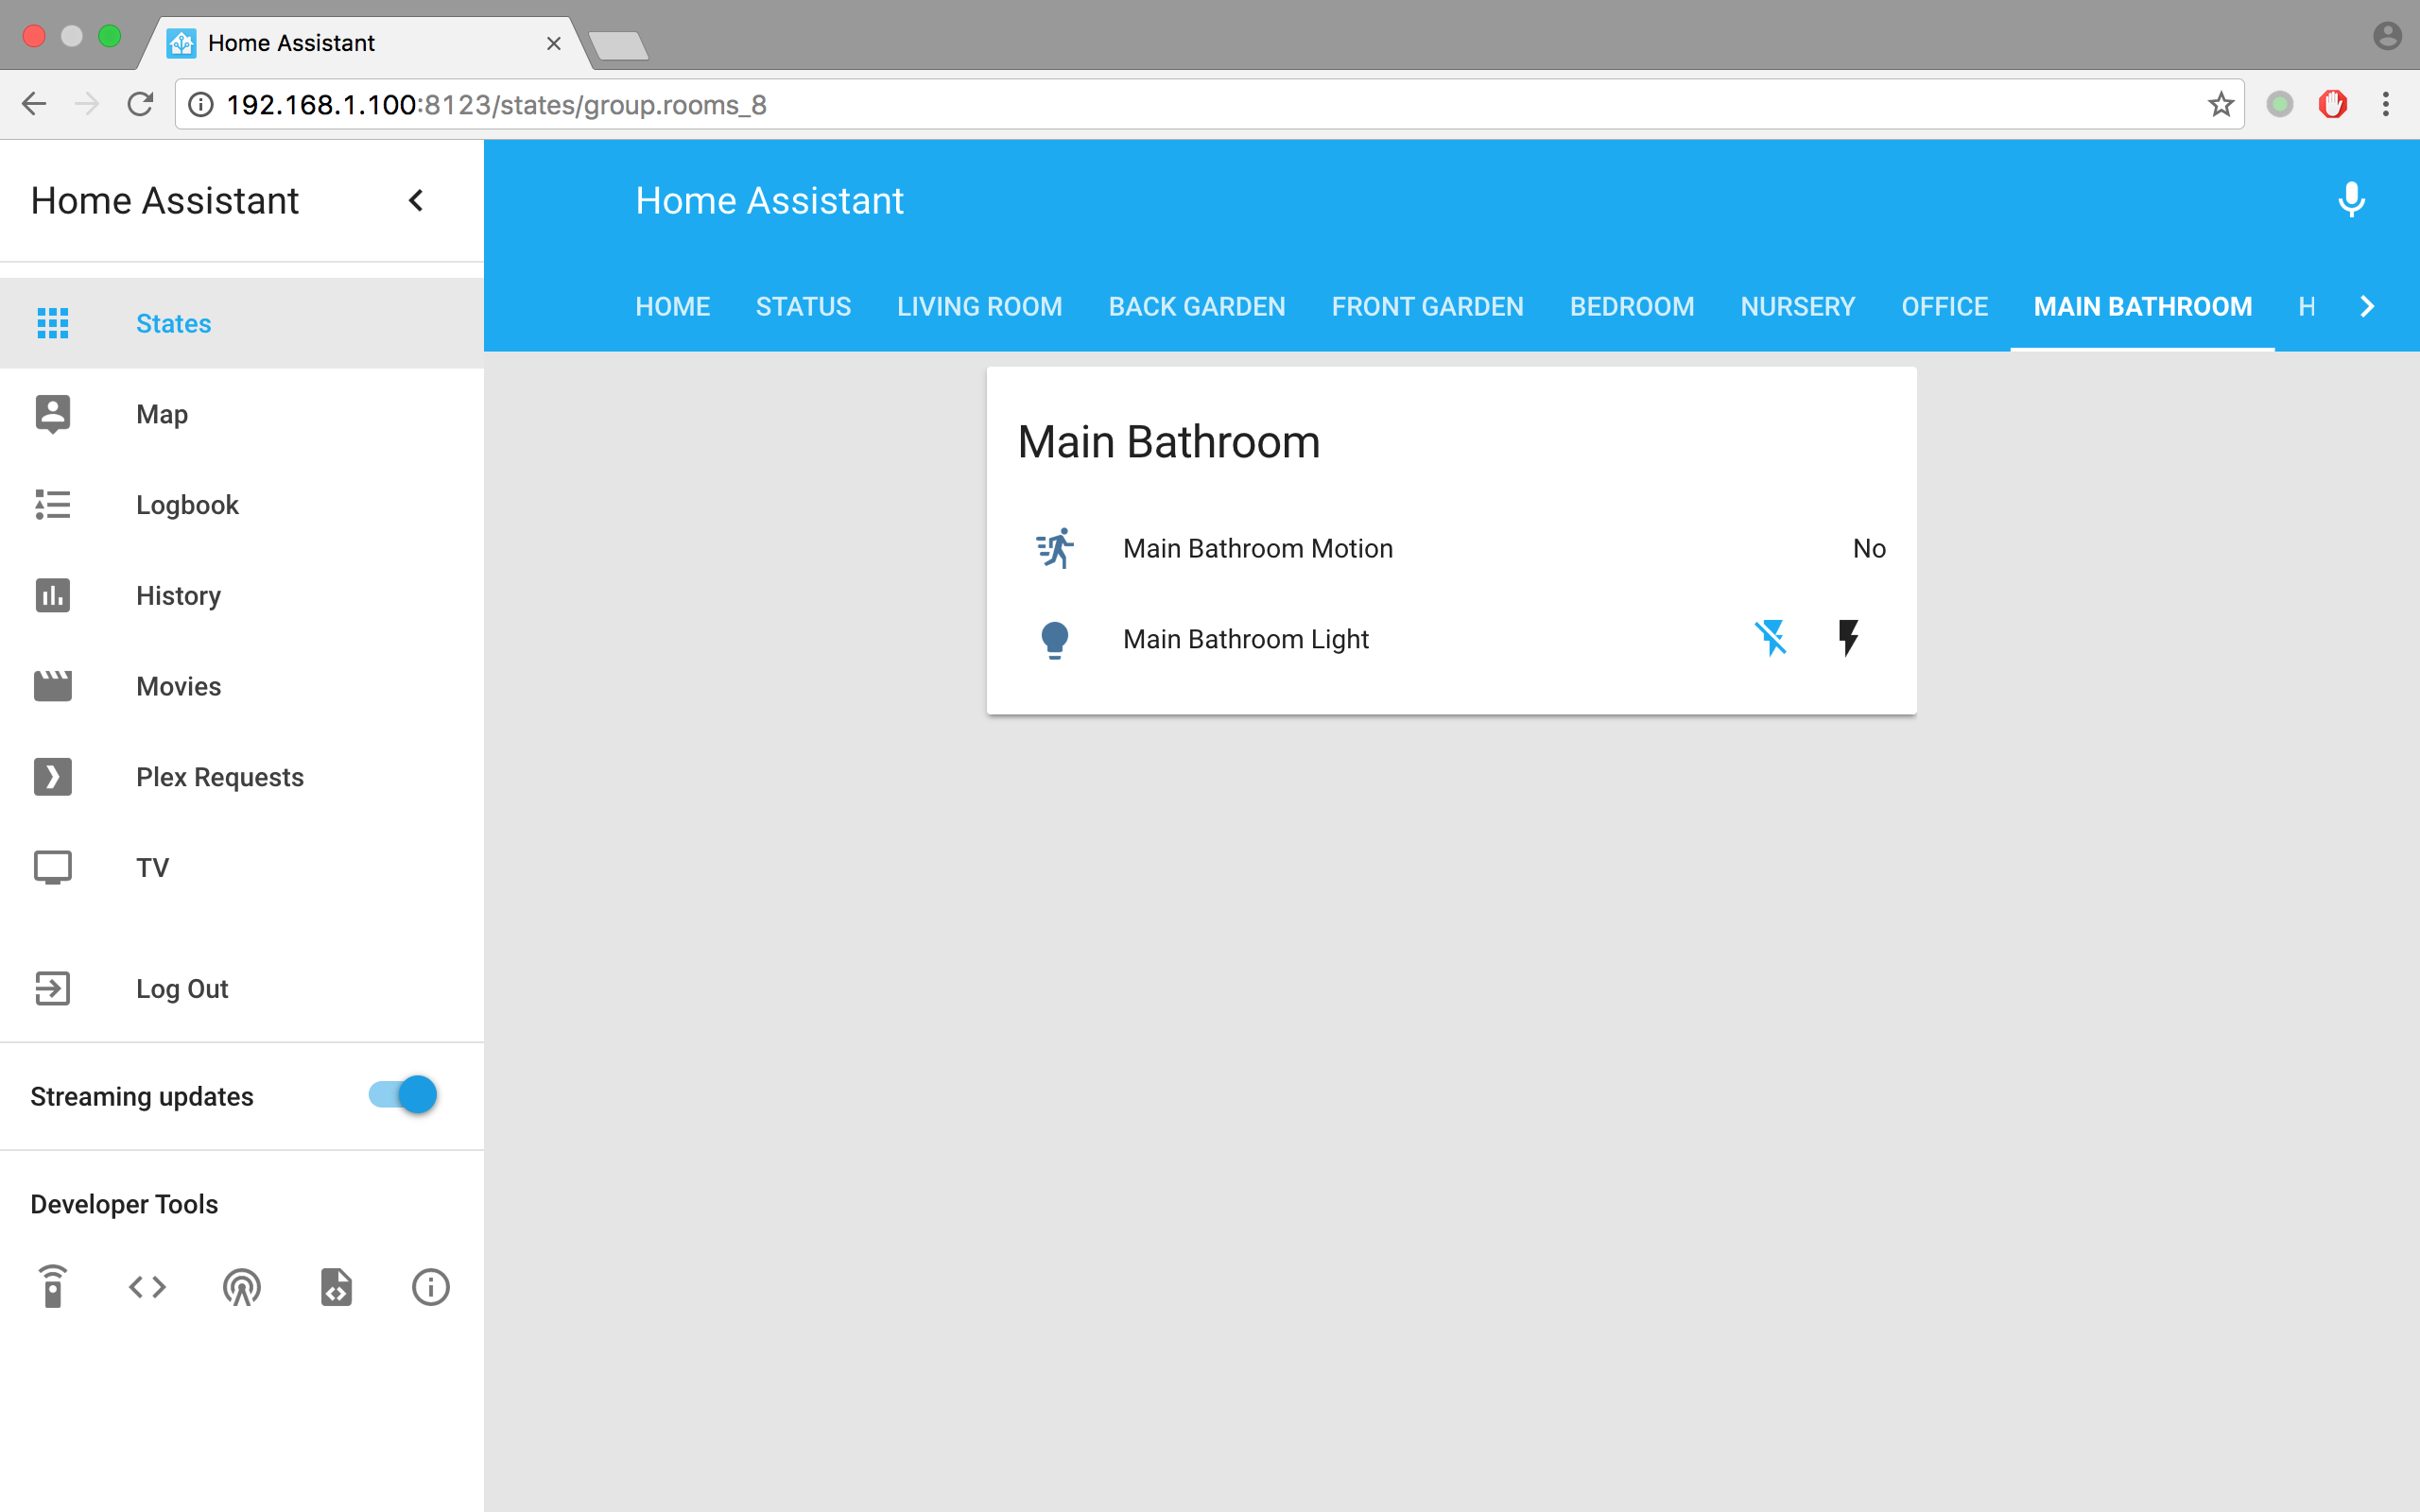 Home Assistant
192.168.1.100:8123/states/group.rooms_8
Home Assistant
Home Assistant
HOME STATUS LIVING ROOM BACK GARDEN FRONT GARDEN BEDROOM NURSERY OFFICE MAIN BATHROOM H
States
Map
Logbook
History
Movies
Plex Requests
TV
Log Out
Streaming updates
Developer Tools
Main Bathroom
Main Bathroom Motion No
Main Bathroom Light